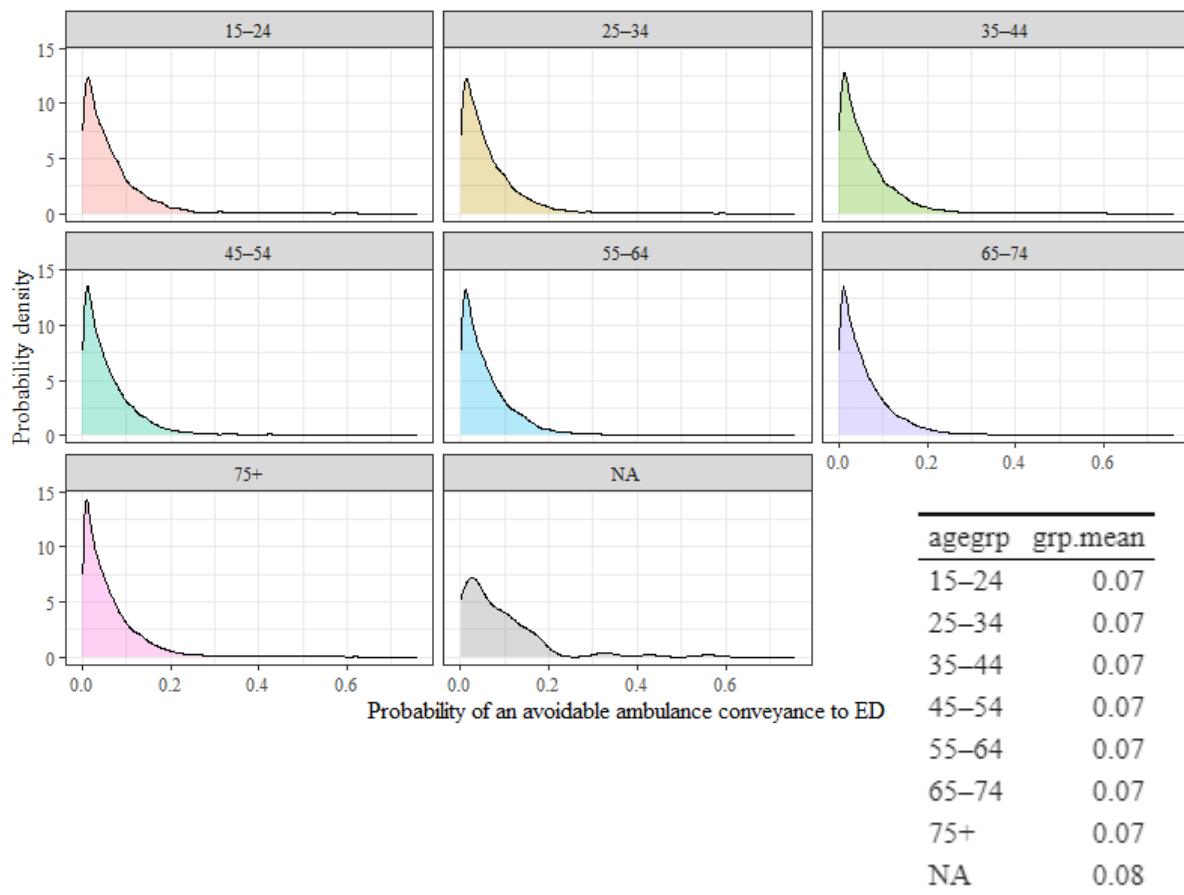 15–24 25–34 35–44
15
10
5
0
45–54 55–64 65–74
15
10
5
0
0.0 0.2 0.4 0.6
75+ NA
15
10
5
0
0.0 0.2 0.4 0.6 0.0 0.2 0.4 0.6
Probability density
Probability of an avoidable ambulance conveyance to ED
agegrp grp.mean
15–24 0.07
25–34 0.07
35–44 0.07
45–54 0.07
55–64 0.07
65–74 0.07
75+ 0.07
NA 0.08